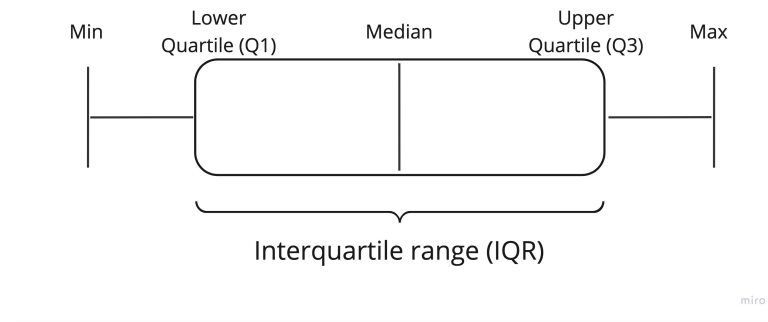 Min
Lower
Quartile (Q1)
Median
Upper
Quartile (Q3)
Max
Interquartile range (IQR)
miro